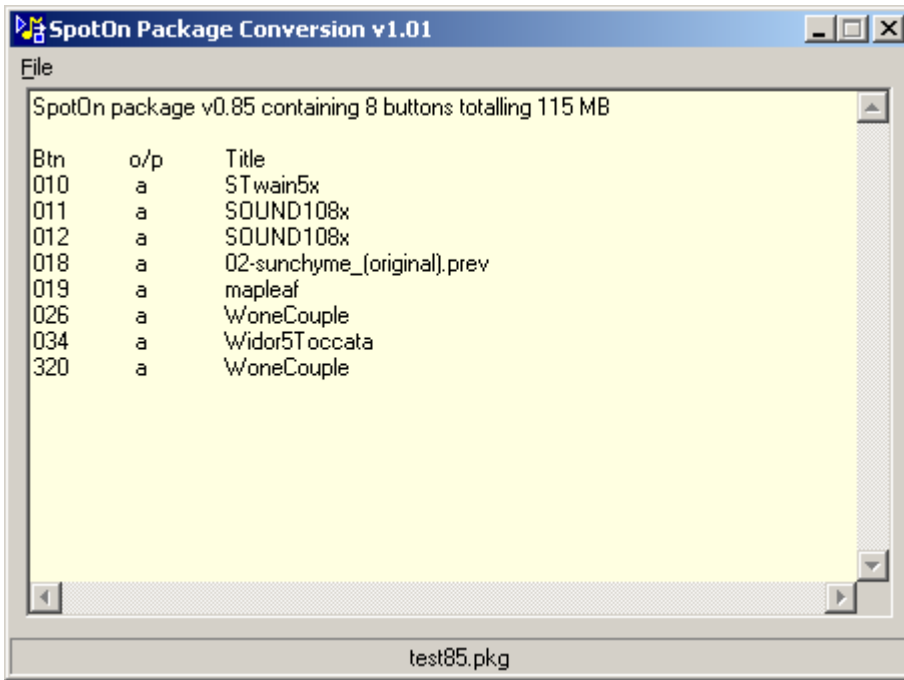 SpotOn Package Conversion v1.01
File
SpotOn package v0.85 containing 8 buttons totalling 115 MB
Btn o/p Title
010 a STwain5x
011 a SOUND108x
012 a SOUND108x
018 a 02-sunchyme_(original).prev
019 a mapleaf
026 a WoneCouple
034 a Widor5Toccata
320 a WoneCouple
test85.pkg